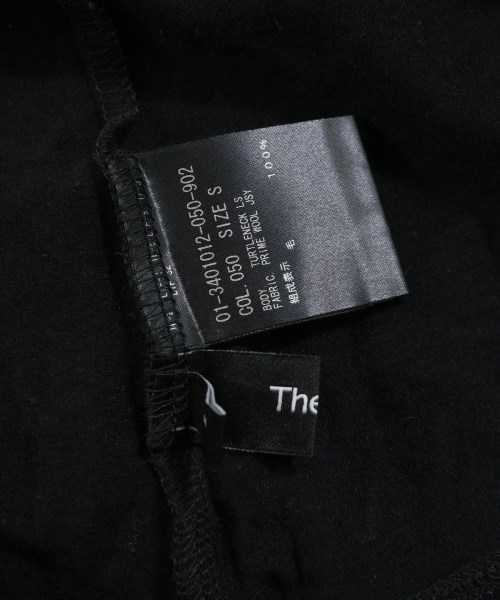 01-3401012-050-902
COL.050 SIZE S
BODY TURTLENECK LS
FABRIC. PRIME WOOL JSY
組成表示 毛 100%
The